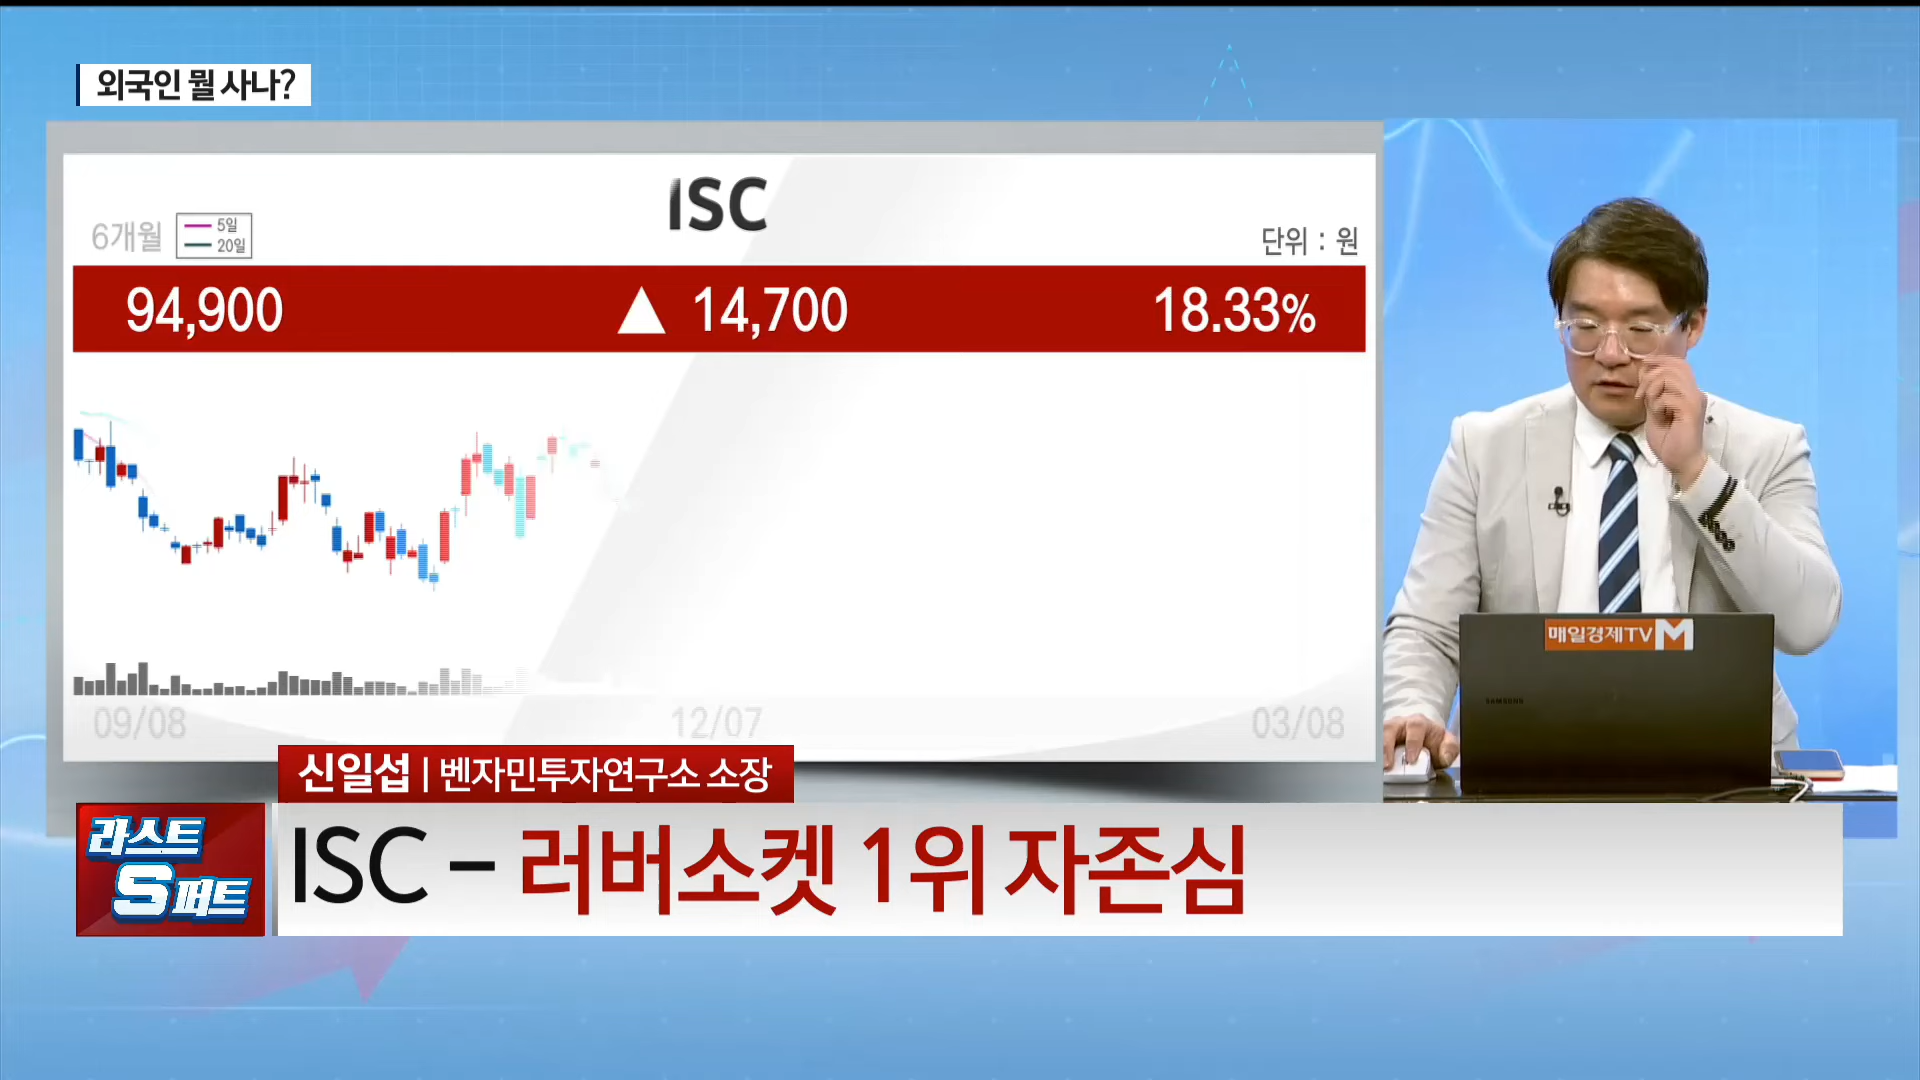 외국인 뭘 사나?
ISC
6개월
5일
20일
단위 : 원
94,900 ▲ 14,700 18.33%
09/08 12/07 03/08
매일경제TV M
SAMSUNG
신일섭 | 벤자민투자연구소 소장
라스트
S퍼트
ISC - 러버소켓 1위 자존심